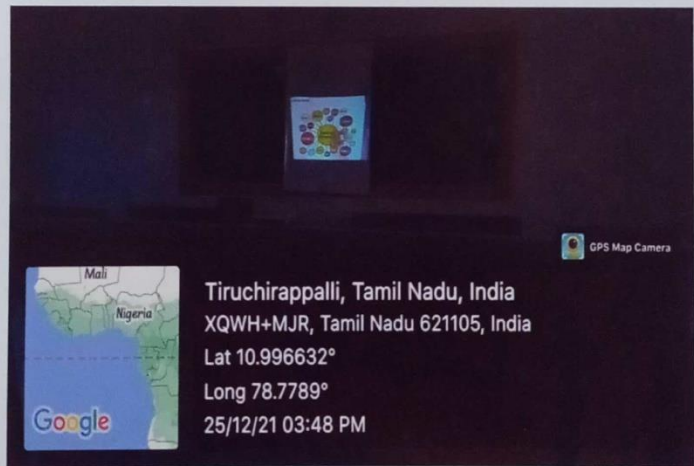 GPS Map Camera
Mali
Nigeria
Google
Tiruchirappalli, Tamil Nadu, India
XQWH+MJR, Tamil Nadu 621105, India
Lat 10.996632°
Long 78.7789°
25/12/21 03:48 PM